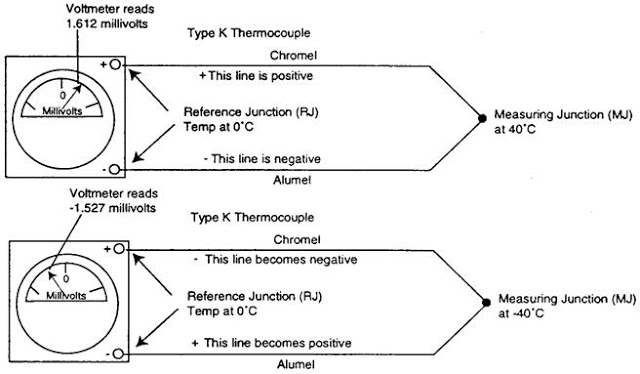 Voltmeter reads
1.612 millivolts
Type K Thermocouple
Chromel
+
+ This line is positive
0
Millivolts
Reference Junction (RJ)
Temp at 0°C
Measuring Junction (MJ)
at 40°C
- This line is negative
-
Alumel
Voltmeter reads
-1.527 millivolts
Type K Thermocouple
Chromel
+
- This line becomes negative
0
Millivolts
Reference Junction (RJ)
Temp at 0°C
Measuring Junction (MJ)
at -40°C
+ This line becomes positive
-
Alumel